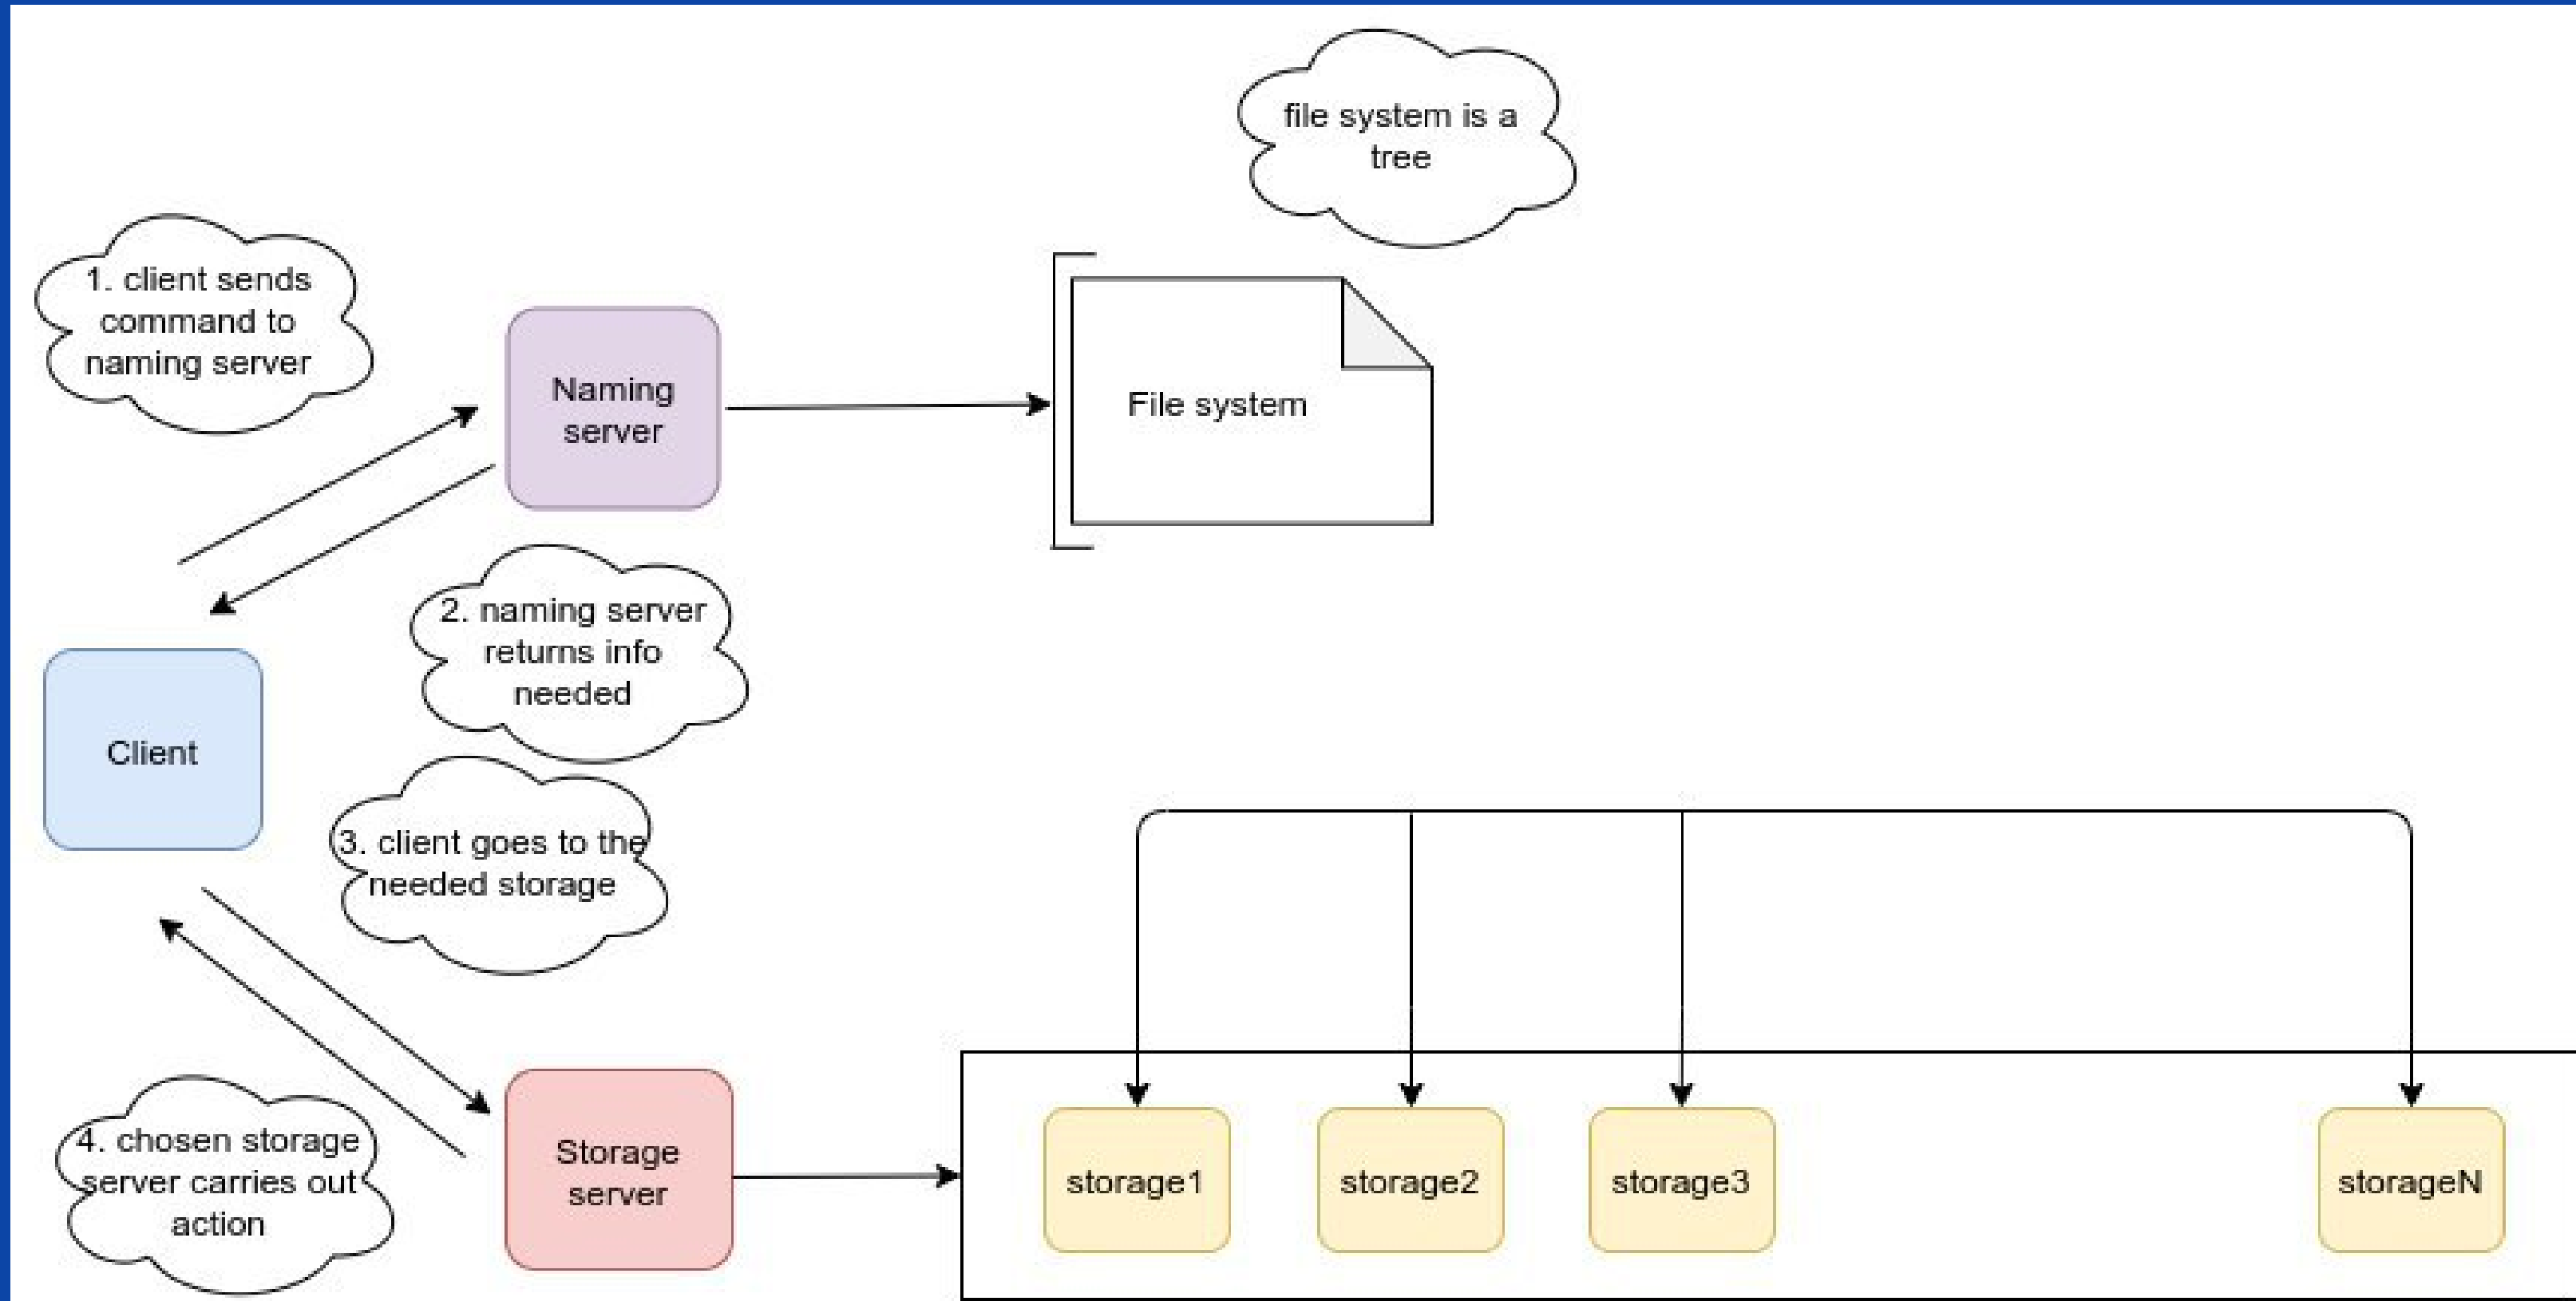 file system is a
tree
1. client sends
command to
naming server
Naming
server
File system
2. naming server
returns info
needed
Client
3. client goes to the
needed storage
4. chosen storage
server carries out
action
Storage
server
storage1
storage2
storage3
storageN